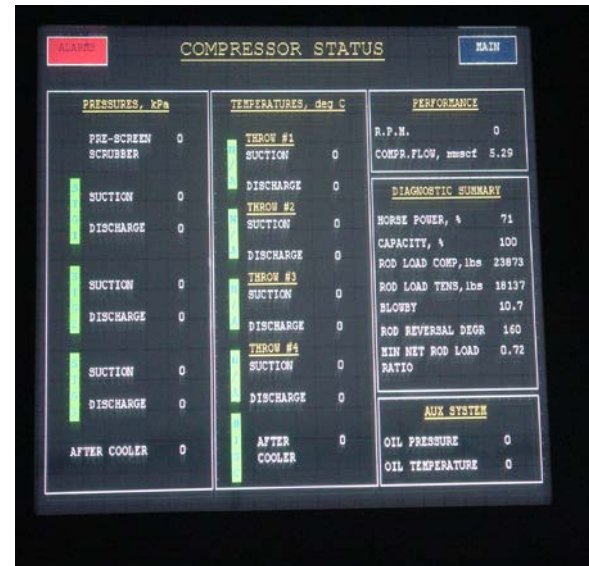 ALARMS
COMPRESSOR STATUS
MAIN
PRESSURES, kPa
PRE-SCREEN 0
SCRUBBER
SUCTION 0
DISCHARGE 0
SUCTION 0
DISCHARGE 0
SUCTION 0
DISCHARGE 0
AFTER COOLER 0
TEMPERATURES, deg C
THROW #1
SUCTION 0
DISCHARGE 0
THROW #2
SUCTION 0
DISCHARGE 0
THROW #3
SUCTION 0
DISCHARGE 0
THROW #4
SUCTION 0
DISCHARGE 0
AFTER 0
COOLER
PERFORMANCE
R.P.M. 0
COMPR.FLOW, mmscf 5.29
DIAGNOSTIC SUMMARY
HORSE POWER, % 71
CAPACITY, % 100
ROD LOAD COMP,lbs 23873
ROD LOAD TENS,lbs 18137
BLOWBY 10.7
ROD REVERSAL DEGR 160
MIN NET ROD LOAD 0.72
RATIO
AUX SYSTEM
OIL PRESSURE 0
OIL TEMPERATURE 0